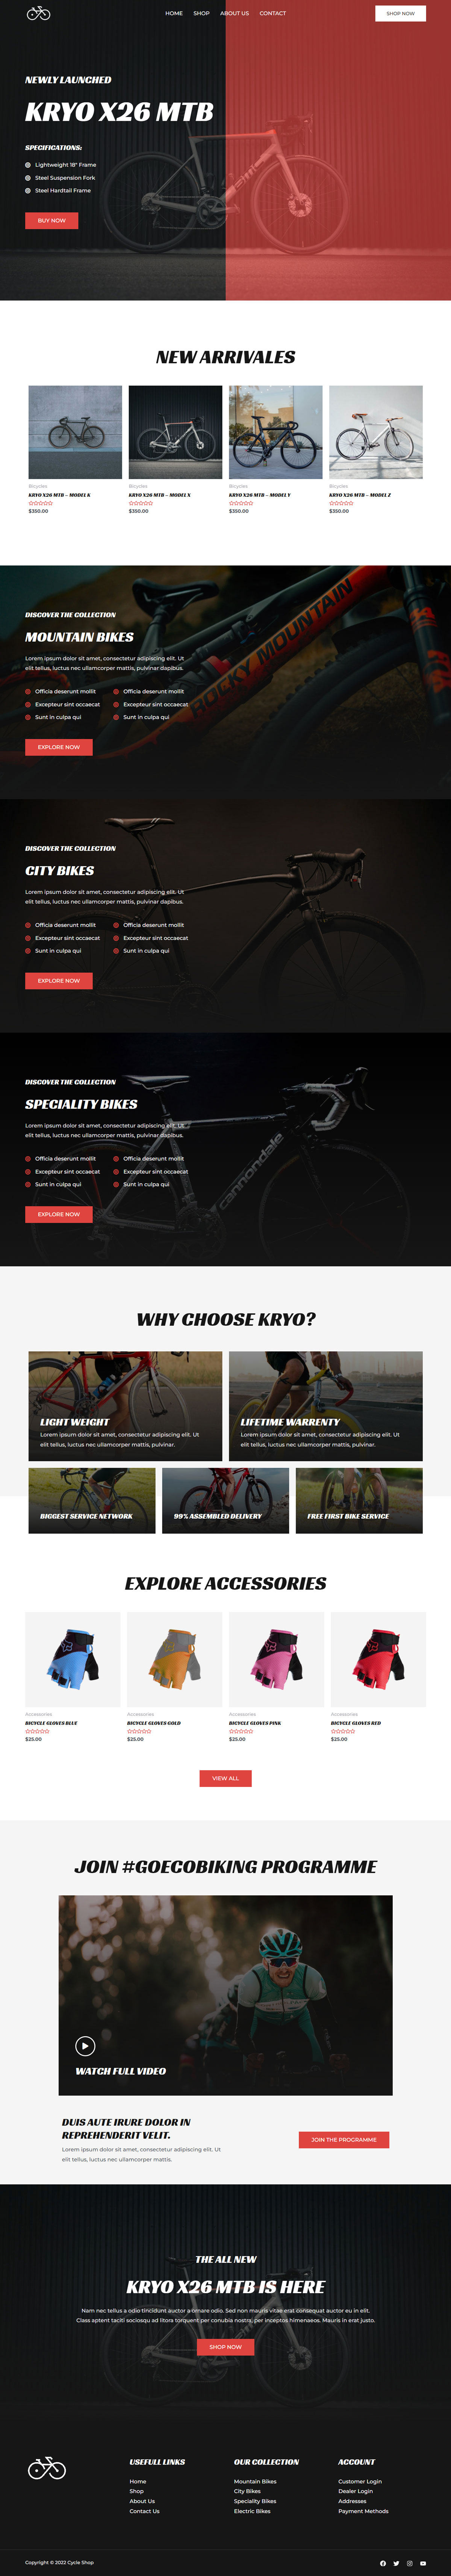 HOME SHOP ABOUT US CONTACT SHOP NOW
NEWLY LAUNCHED
KRYO X26 MTB
SPECIFICATIONS:
Lightweight 18" Frame
Steel Suspension Fork
Steel Hardtail Frame
BUY NOW
NEW ARRIVALES
Bicycles
KRYO X26 MTB – MODEL K
$350.00
Bicycles
KRYO X26 MTB – MODEL X
$350.00
Bicycles
KRYO X26 MTB – MODEL Y
$350.00
Bicycles
KRYO X26 MTB – MODEL Z
$350.00
DISCOVER THE COLLECTION
MOUNTAIN BIKES
Lorem ipsum dolor sit amet, consectetur adipiscing elit. Ut
elit tellus, luctus nec ullamcorper mattis, pulvinar dapibus.
Officia deserunt mollit
Excepteur sint occaecat
Sunt in culpa qui
Officia deserunt mollit
Excepteur sint occaecat
Sunt in culpa qui
EXPLORE NOW
ROCKY MOUNTAIN
DISCOVER THE COLLECTION
CITY BIKES
Lorem ipsum dolor sit amet, consectetur adipiscing elit. Ut
elit tellus, luctus nec ullamcorper mattis, pulvinar dapibus.
Officia deserunt mollit
Excepteur sint occaecat
Sunt in culpa qui
Officia deserunt mollit
Excepteur sint occaecat
Sunt in culpa qui
EXPLORE NOW
DISCOVER THE COLLECTION
SPECIALITY BIKES
Lorem ipsum dolor sit amet, consectetur adipiscing elit. Ut
elit tellus, luctus nec ullamcorper mattis, pulvinar dapibus.
Officia deserunt mollit
Excepteur sint occaecat
Sunt in culpa qui
Officia deserunt mollit
Excepteur sint occaecat
Sunt in culpa qui
EXPLORE NOW
cannondale
WHY CHOOSE KRYO?
LIGHT WEIGHT
Lorem ipsum dolor sit amet, consectetur adipiscing elit. Ut
elit tellus, luctus nec ullamcorper mattis, pulvinar.
LIFETIME WARRENTY
Lorem ipsum dolor sit amet, consectetur adipiscing elit. Ut
elit tellus, luctus nec ullamcorper mattis, pulvinar.
BIGGEST SERVICE NETWORK
99% ASSEMBLED DELIVERY
FREE FIRST BIKE SERVICE
EXPLORE ACCESSORIES
Accessories
BICYCLE GLOVES BLUE
$25.00
Accessories
BICYCLE GLOVES GOLD
$25.00
Accessories
BICYCLE GLOVES PINK
$25.00
Accessories
BICYCLE GLOVES RED
$25.00
VIEW ALL
JOIN #GOECOBIKING PROGRAMME
WATCH FULL VIDEO
DUIS AUTE IRURE DOLOR IN
REPREHENDERIT VELIT.
Lorem ipsum dolor sit amet, consectetur adipiscing elit. Ut
elit tellus, luctus nec ullamcorper mattis.
JOIN THE PROGRAMME
THE ALL NEW
KRYO X26 MTB IS HERE
Nam nec tellus a odio tincidunt auctor a ornare odio. Sed non mauris vitae erat consequat auctor eu in elit.
Class aptent taciti sociosqu ad litora torquent per conubia nostra, per inceptos himenaeos. Mauris in erat justo.
SHOP NOW
USEFULL LINKS
Home
Shop
About Us
Contact Us
OUR COLLECTION
Mountain Bikes
City Bikes
Speciality Bikes
Electric Bikes
ACCOUNT
Customer Login
Dealer Login
Addresses
Payment Methods
Copyright © 2022 Cycle Shop